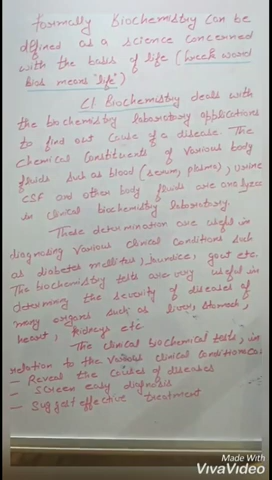 Formally Biochemistry can be
defined as a science concerned
with the basis of life (Greek word
bios means "life")
Cl Biochemistry deals with
the biochemistry laboratory applications
to find out cause of a disease. The
chemical constituents of various body
fluids such as blood (serum, plasma), urine
CSF and other body fluids are
in clinical biochemistry laboratory.
These determination are useful in
diagnosing various clinical conditions such
as diabetes mellitus, Jaundice, gout etc.
The biochemistry tests are very useful in
determining the severity of diseases of
many organs such as liver, stomach,
heart, kidneys etc
The clinical biochemical tests, in
relation to the various clinical conditions
— Reveal the causes of diseases
— Screen easy diagnosis
— Suggest effective treatment
Made With
VivaVideo